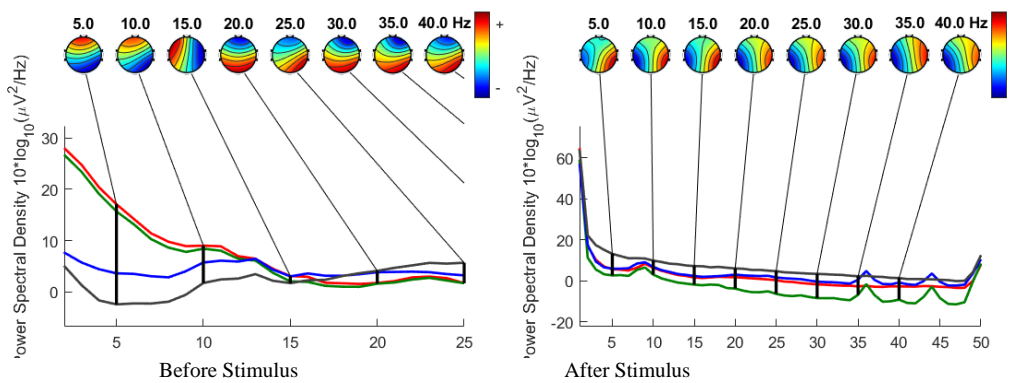 5.0 10.0 15.0 20.0 25.0 30.0 35.0 40.0 Hz
+
-
Power Spectral Density 10*log10(μV2/Hz)
30
20
10
0
5 10 15 20 25
Before Stimulus
5.0 10.0 15.0 20.0 25.0 30.0 35.0 40.0 Hz
Power Spectral Density 10*log10(μV2/Hz)
60
40
20
0
-20
5 10 15 20 25 30 35 40 45 50
After Stimulus